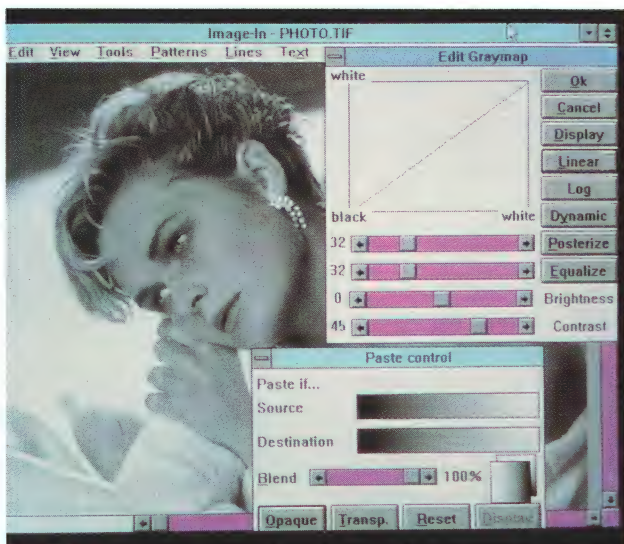 Image-In - PHOTO.TIF
Edit View Tools Patterns Lines Text
Edit Graymap
white
Ok
Cancel
Display
Linear
Log
black white
Dynamic
32
Posterize
32
Equalize
0 Brightness
45 Contrast
Paste control
Paste if...
Source
Destination
Blend 100%
Opaque Transp. Reset Display